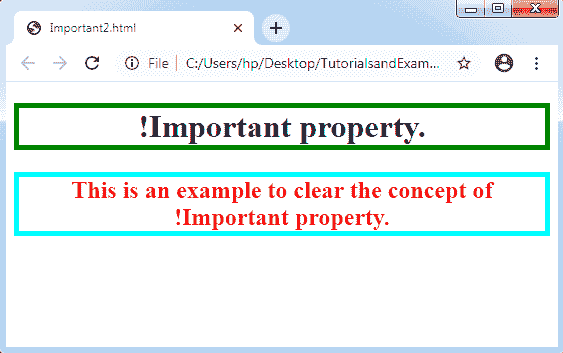 Important2.html
File
C:/Users/hp/Desktop/TutorialsandExam...
!Important property.
This is an example to clear the concept of
!Important property.